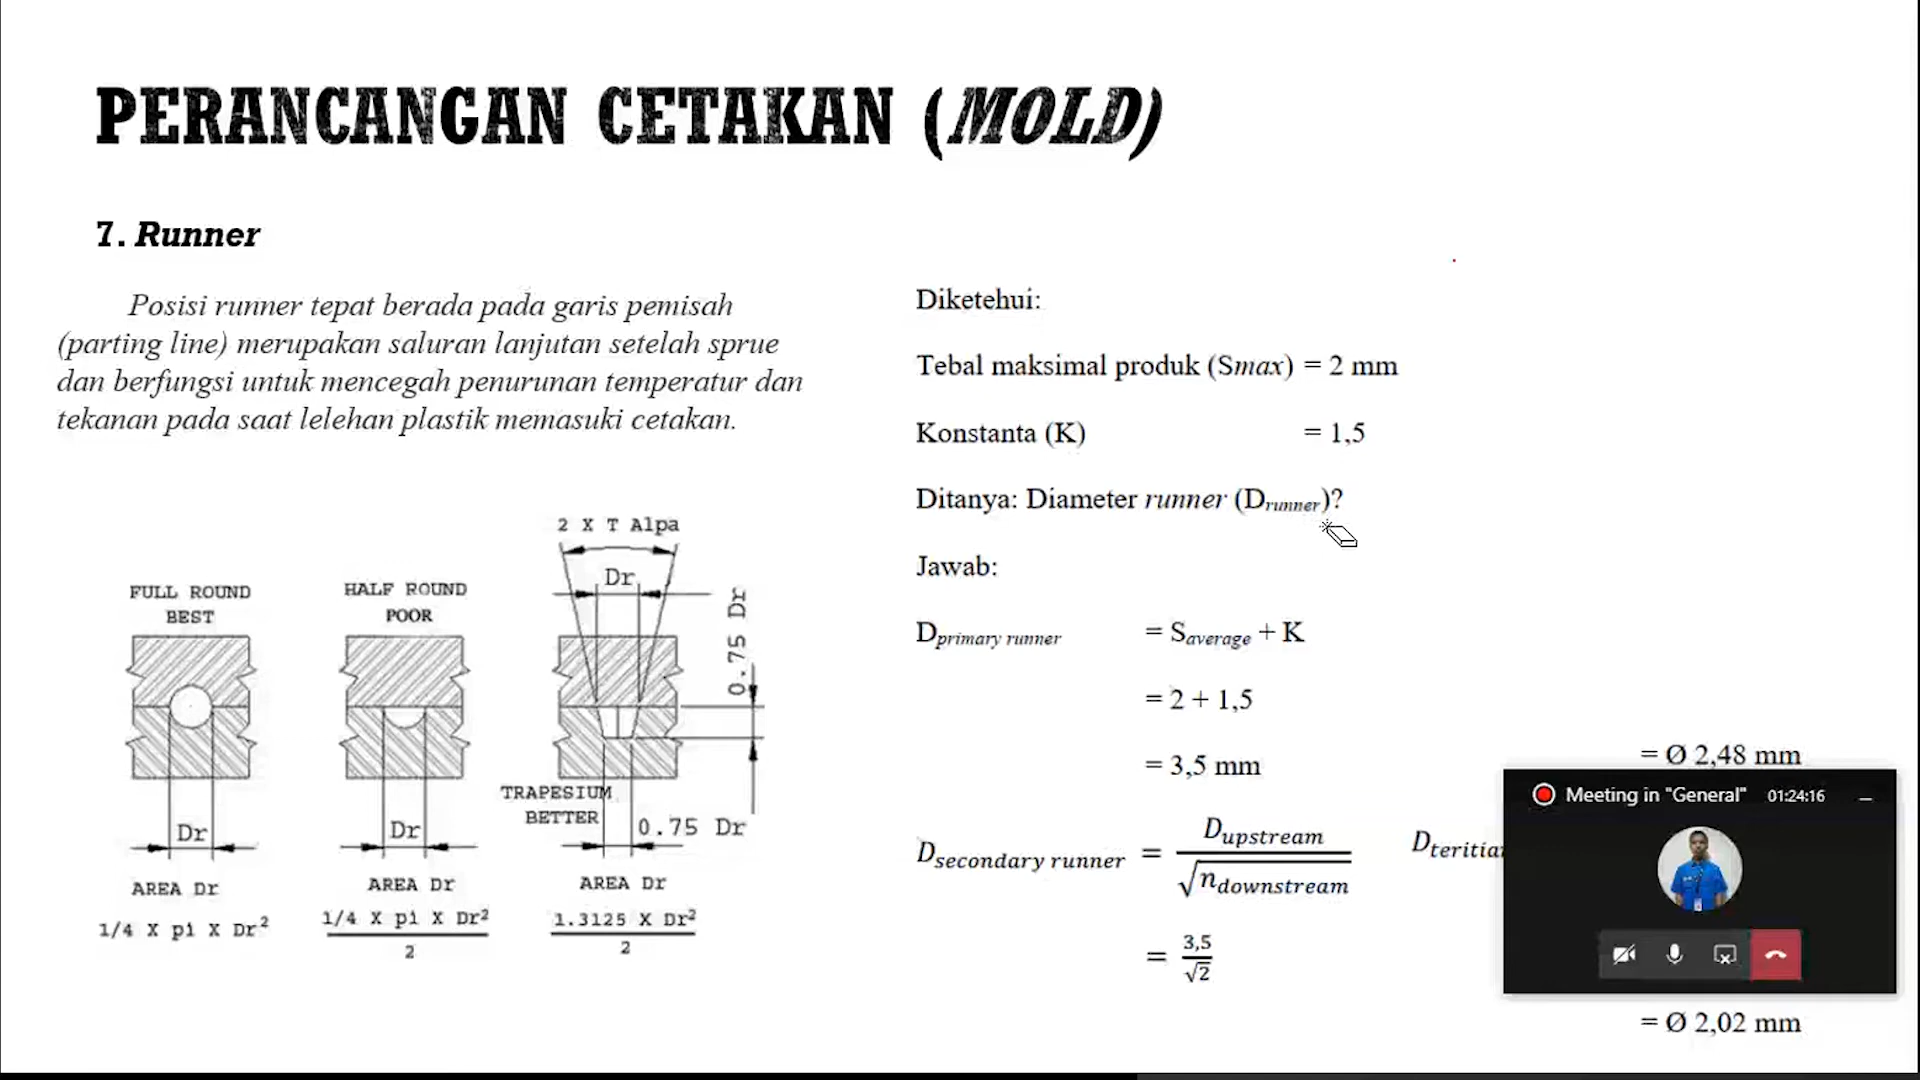 PERANCANGAN CETAKAN (MOLD)
7. Runner
Posisi runner tepat berada pada garis pemisah
(parting line) merupakan saluran lanjutan setelah sprue
dan berfungsi untuk mencegah penurunan temperatur dan
tekanan pada saat lelehan plastik memasuki cetakan.
2 X T Alpa
Dr
0.75 Dr
FULL ROUND
BEST
HALF ROUND
POOR
TRAPESIUM
BETTER
0.75 Dr
Dr
Dr
AREA Dr
1/4 X pi X Dr²
AREA Dr
1/4 X pi X Dr²
2
AREA Dr
1.3125 X Dr²
2
Diketehui:
Tebal maksimal produk (Smax) = 2 mm
Konstanta (K) = 1,5
Ditanya: Diameter runner (Drunner)?
Jawab:
Dprimary runner = Saverage + K
= 2 + 1,5
= 3,5 mm
Dsecondary runner = Dupstream / √ndownstream
= 3,5 / √2
= Ø 2,48 mm
= Ø 2,02 mm
Meeting in "General" 01:24:16